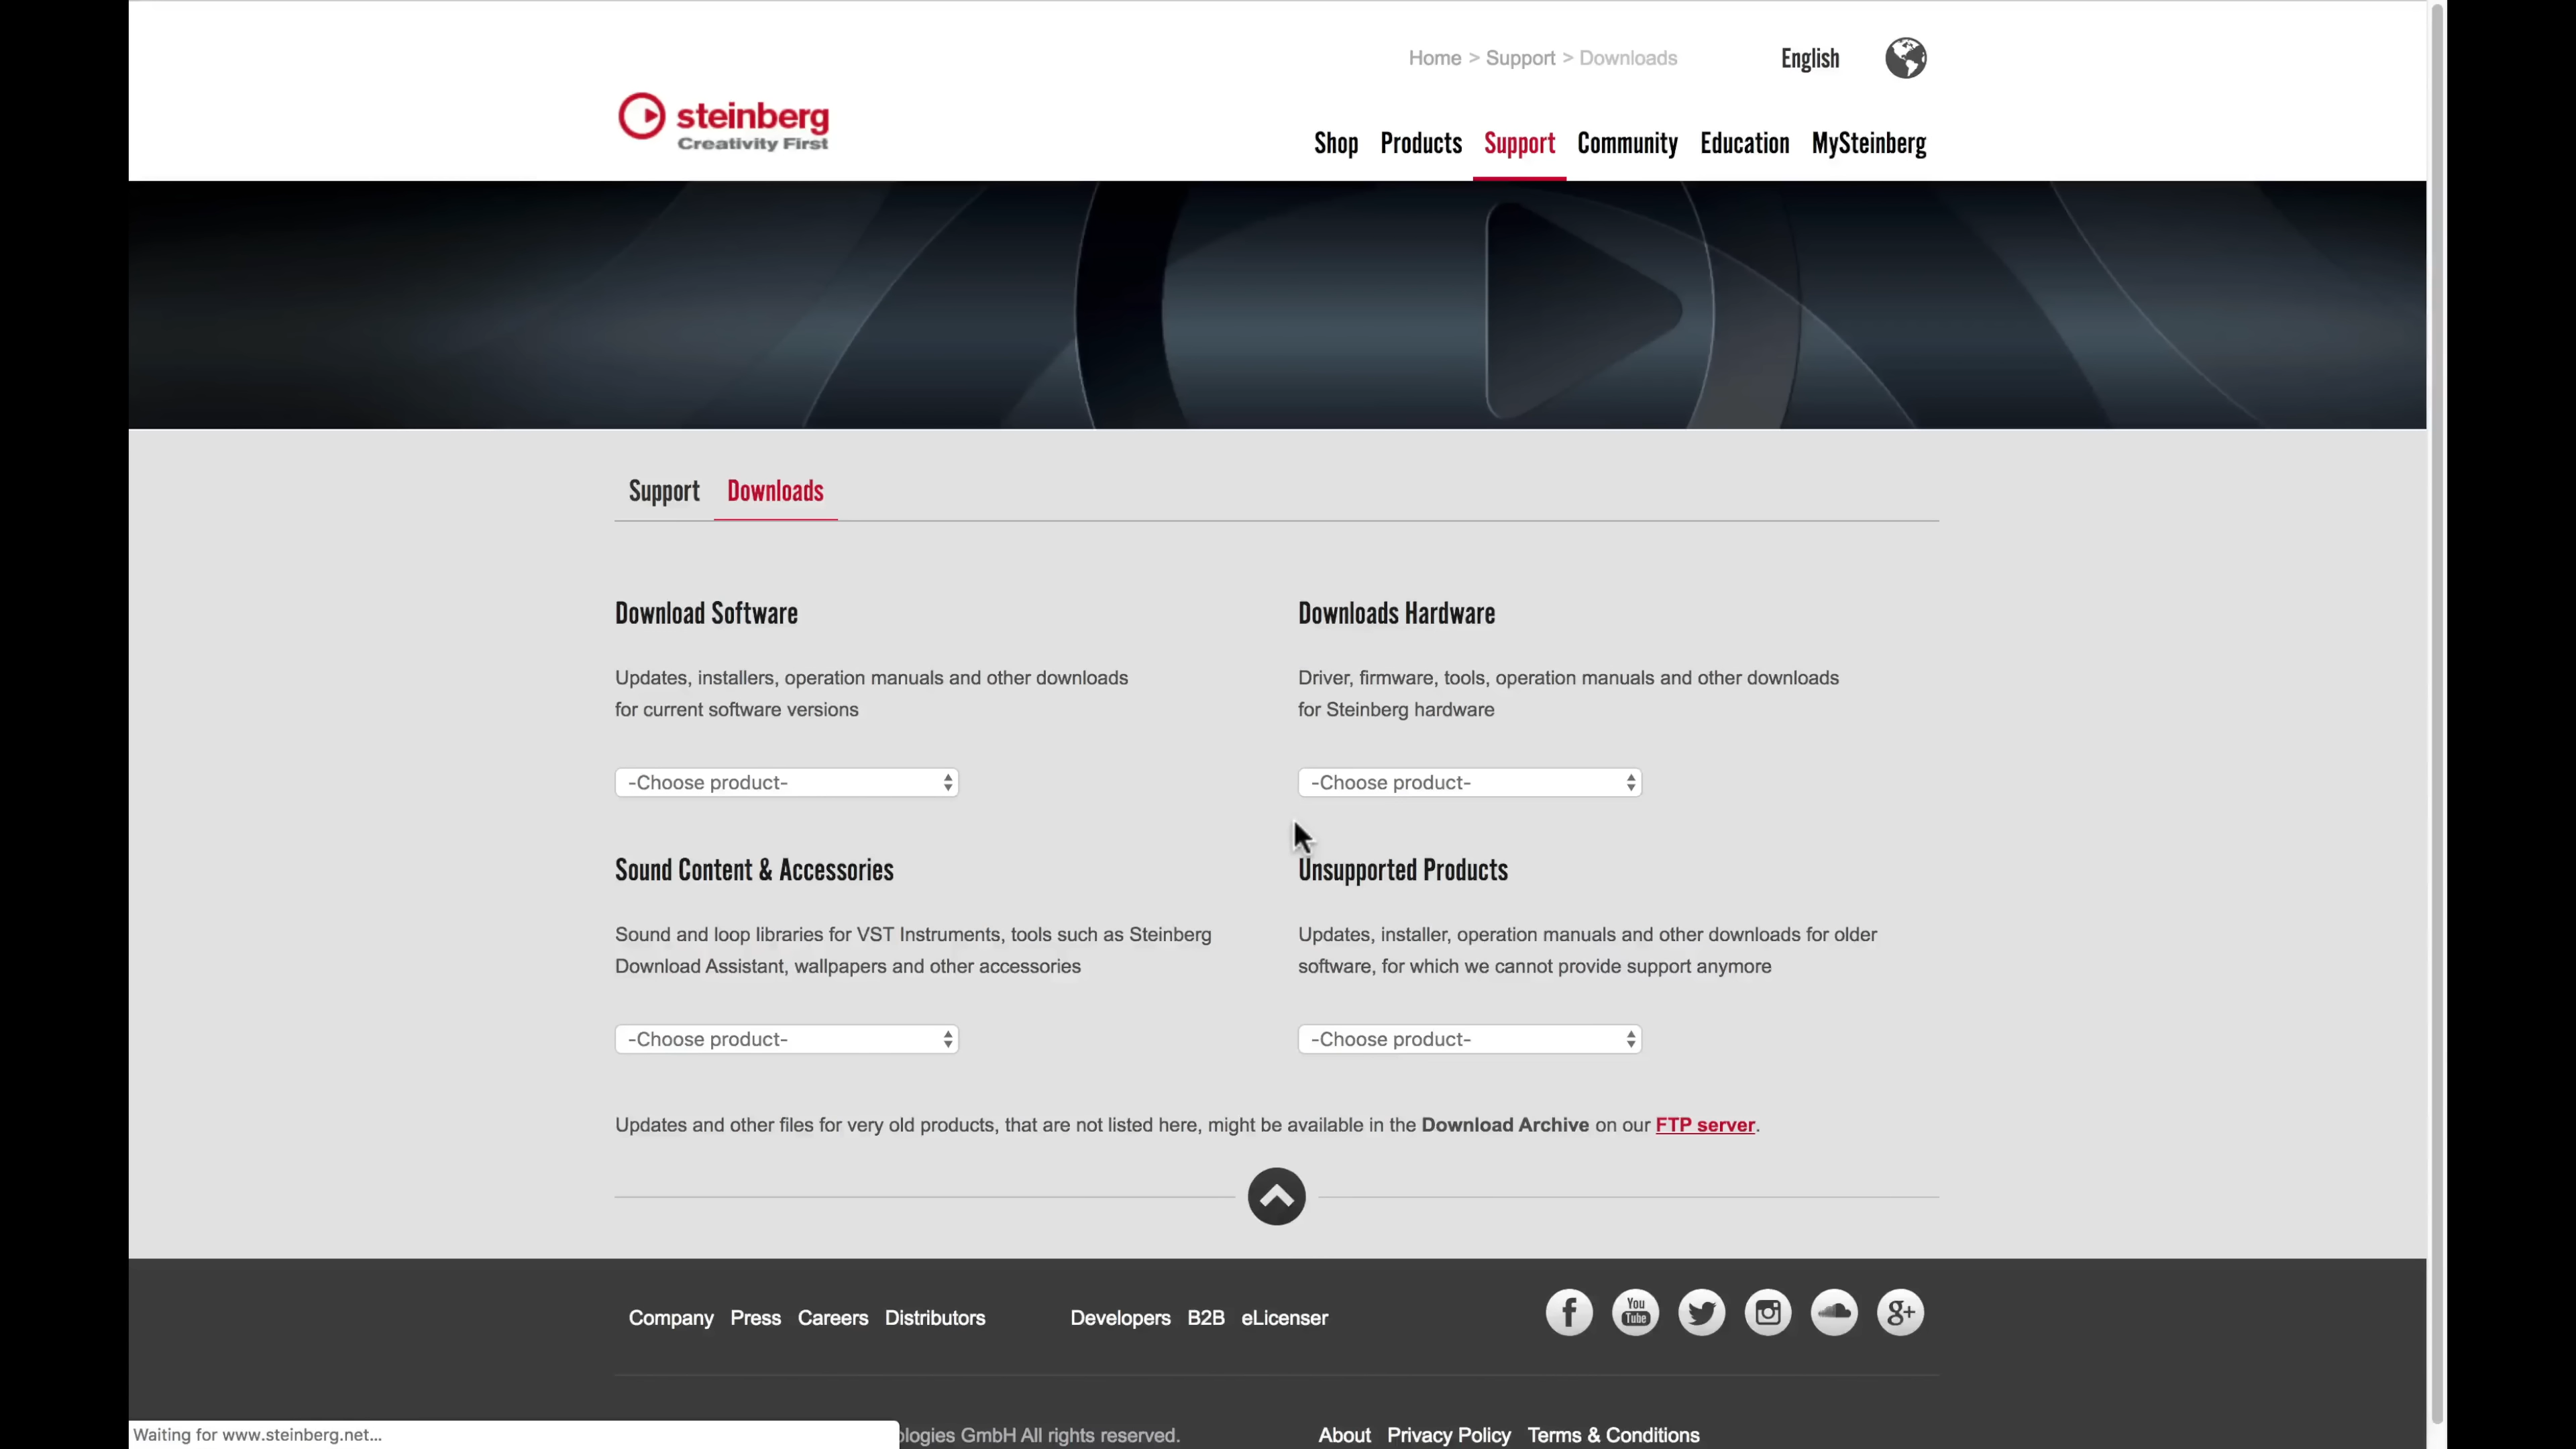 Home > Support > Downloads
English
steinberg
Creativity First
Shop Products Support Community Education MySteinberg
Support Downloads
Download Software
Updates, installers, operation manuals and other downloads
for current software versions
-Choose product-
Downloads Hardware
Driver, firmware, tools, operation manuals and other downloads
for Steinberg hardware
-Choose product-
Sound Content & Accessories
Sound and loop libraries for VST Instruments, tools such as Steinberg
Download Assistant, wallpapers and other accessories
-Choose product-
Unsupported Products
Updates, installer, operation manuals and other downloads for older
software, for which we cannot provide support anymore
-Choose product-
Updates and other files for very old products, that are not listed here, might be available in the Download Archive on our FTP server.
Company Press Careers Distributors Developers B2B eLicenser
f You Tube g+
Waiting for www.steinberg.net...
GmbH All rights reserved.
About Privacy Policy Terms & Conditions